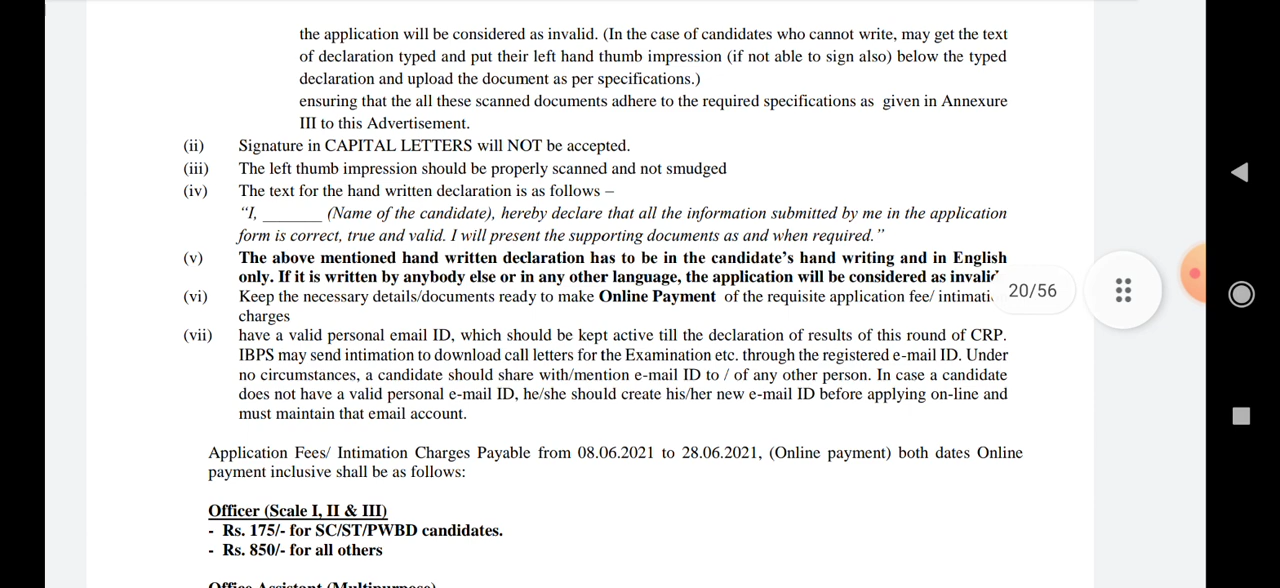 the application will be considered as invalid. (In the case of candidates who cannot write, may get the text
of declaration typed and put their left hand thumb impression (if not able to sign also) below the typed
declaration and upload the document as per specifications.)
ensuring that the all these scanned documents adhere to the required specifications as given in Annexure
III to this Advertisement.
(ii) Signature in CAPITAL LETTERS will NOT be accepted.
(iii) The left thumb impression should be properly scanned and not smudged
(iv) The text for the hand written declaration is as follows –
“I, _______ (Name of the candidate), hereby declare that all the information submitted by me in the application
form is correct, true and valid. I will present the supporting documents as and when required.”
(v) The above mentioned hand written declaration has to be in the candidate’s hand writing and in English
only. If it is written by anybody else or in any other language, the application will be considered as
(vi) Keep the necessary details/documents ready to make Online Payment of the requisite application fee/
20/56
charges
(vii) have a valid personal email ID, which should be kept active till the declaration of results of this round of CRP.
IBPS may send intimation to download call letters for the Examination etc. through the registered e-mail ID. Under
no circumstances, a candidate should share with/mention e-mail ID to / of any other person. In case a candidate
does not have a valid personal e-mail ID, he/she should create his/her new e-mail ID before applying on-line and
must maintain that email account.
Application Fees/ Intimation Charges Payable from 08.06.2021 to 28.06.2021, (Online payment) both dates Online
payment inclusive shall be as follows:
Officer (Scale I, II & III)
- Rs. 175/- for SC/ST/PWBD candidates.
- Rs. 850/- for all others
Office Assistant (Multipurpose)